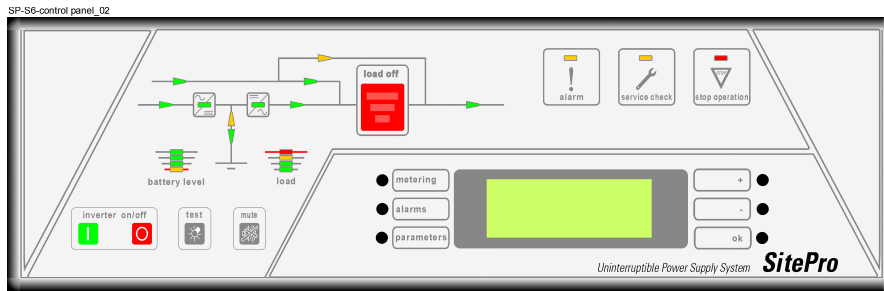 SP-S6-control panel_02
load off
alarm
service check
STOP
stop operation
battery level
load
metering
+
alarms
-
parameters
ok
inverter on/off
test
mute
I
O
Uninterruptible Power Supply System
SitePro